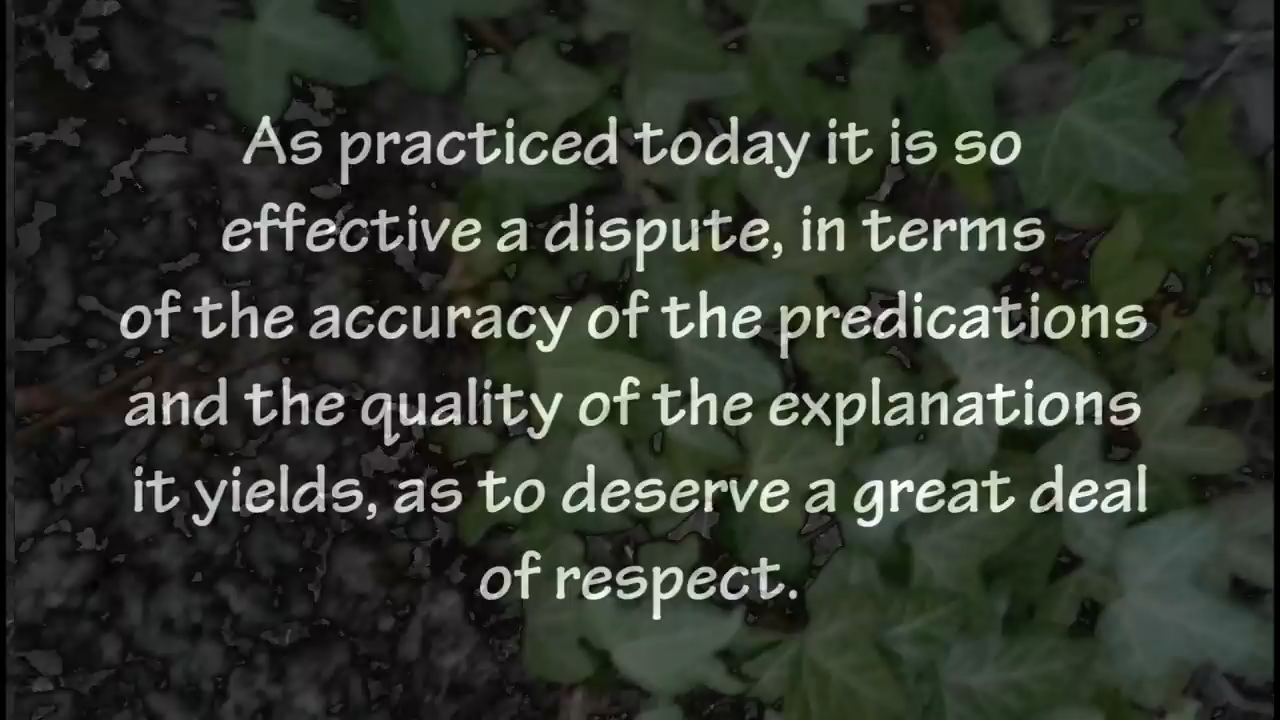 As practiced today it is so
effective a dispute, in terms
of the accuracy of the predications
and the quality of the explanations
it yields, as to deserve a great deal
of respect.